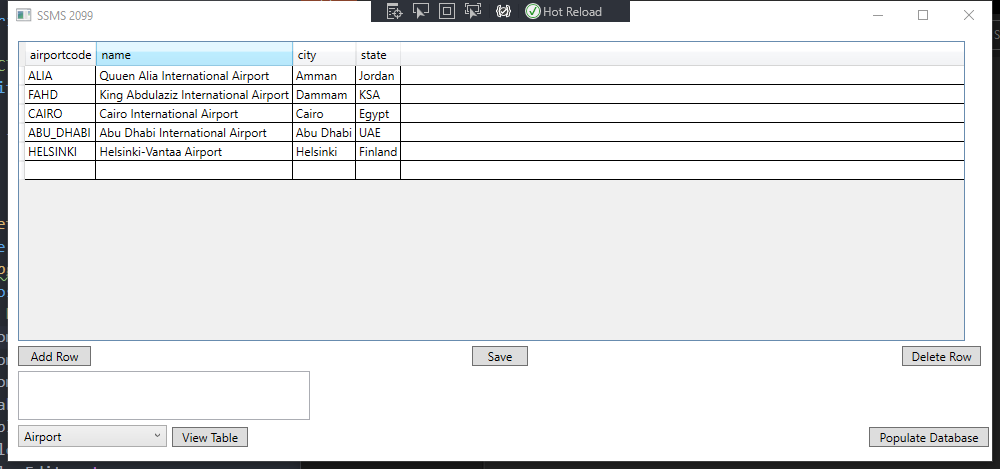 SSMS 2099
Hot Reload
airportcode name city state
ALIA Quuen Alia International Airport Amman Jordan
FAHD King Abdulaziz International Airport Dammam KSA
CAIRO Cairo International Airport Cairo Egypt
ABU_DHABI Abu Dhabi International Airport Abu Dhabi UAE
HELSINKI Helsinki-Vantaa Airport Helsinki Finland
Add Row Save Delete Row
Airport View Table Populate Database